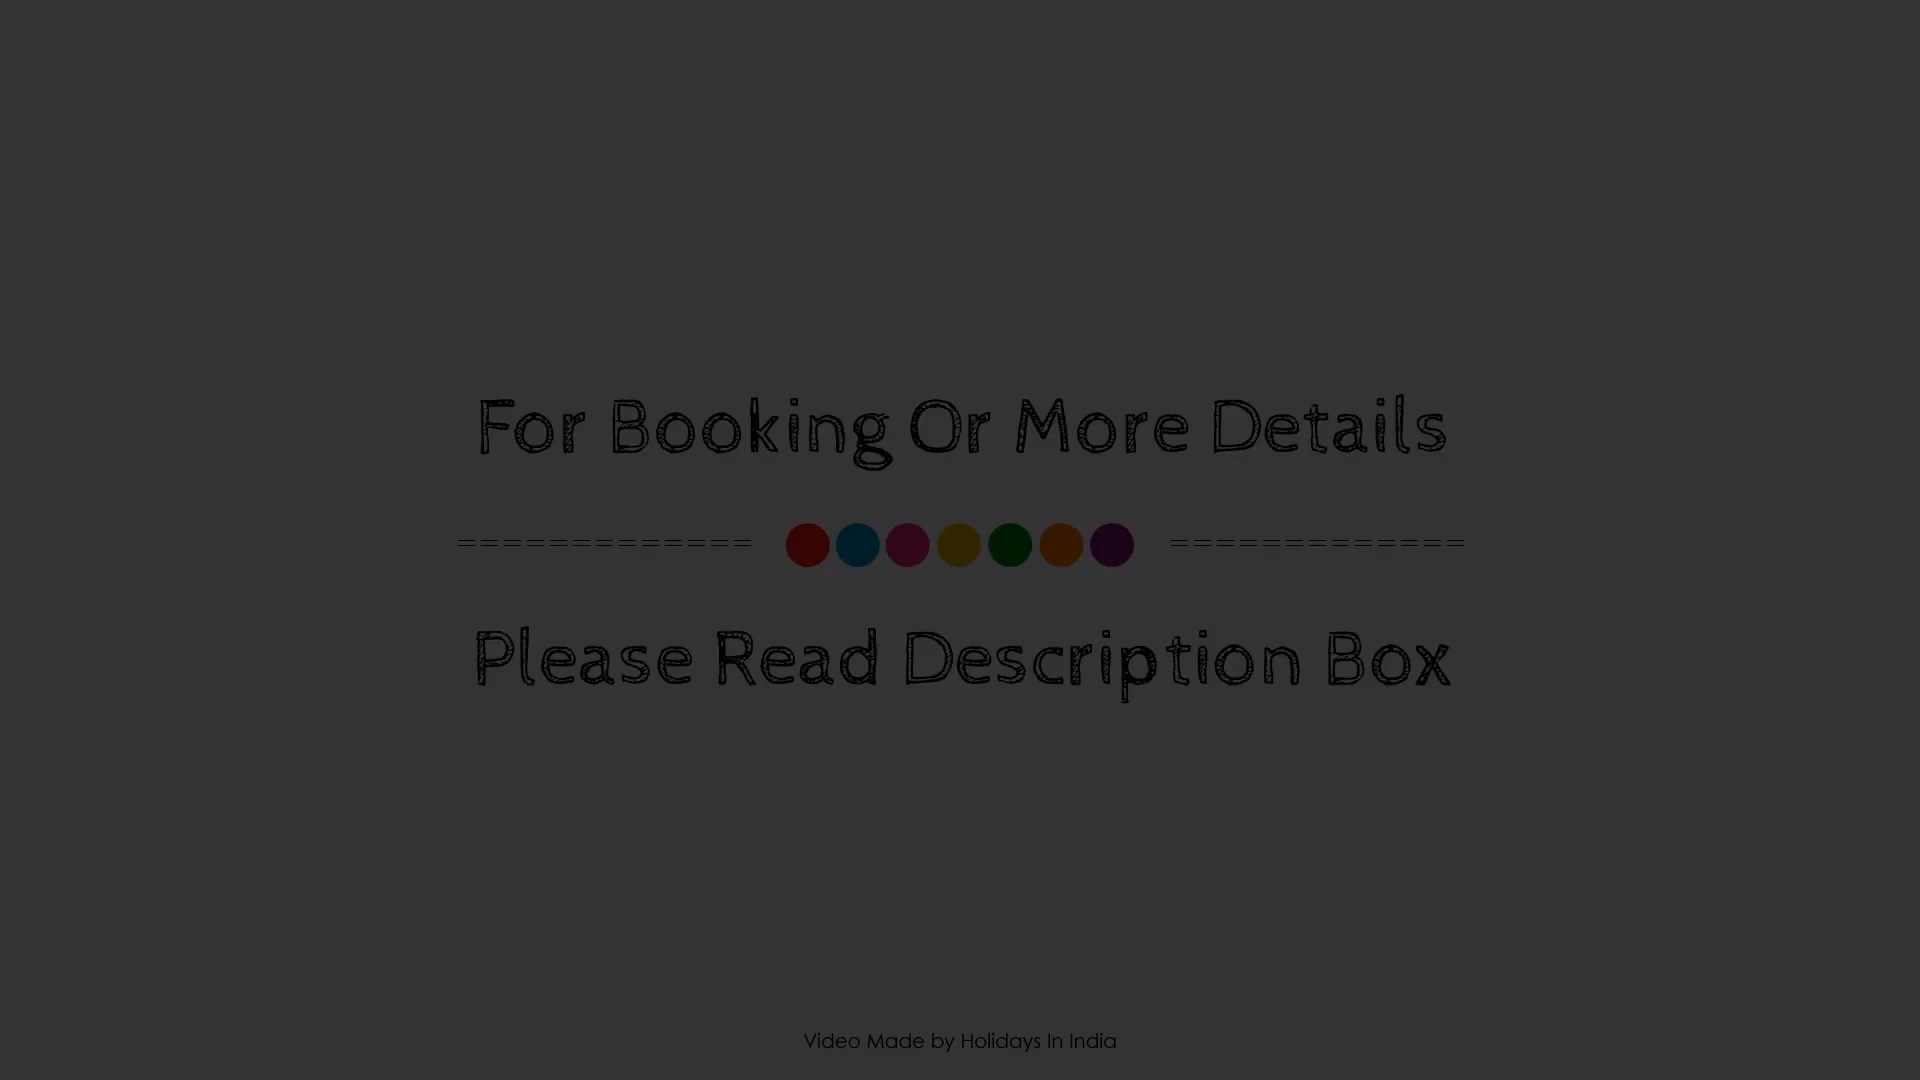 For Booking Or More Details
============= =============
Please Read Description Box
Video Made by Holidays In India